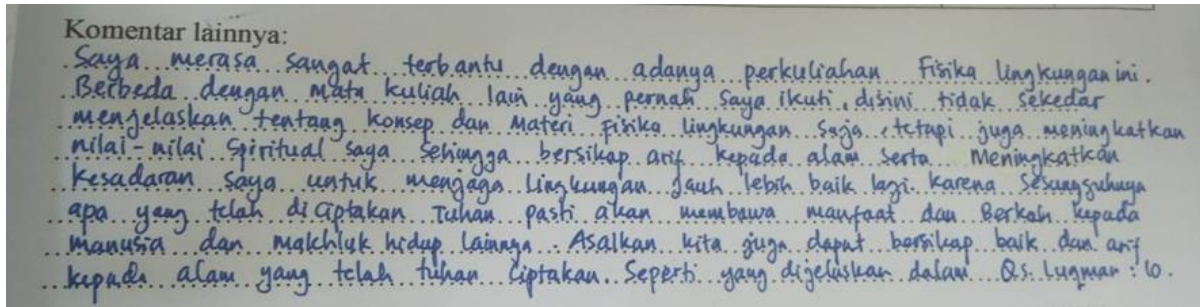 Komentar lainnya:
Saya merasa sangat terbantu dengan adanya perkuliahan Fisika lingkungan ini.
Berbeda dengan mata kuliah lain yang pernah saya ikuti, disini tidak sekedar
menjelaskan tentang konsep dan Materi fisika lingkungan saja, tetapi juga meningkatkan
nilai-nilai spiritual saya sehingga bersikap arif kepada alam serta Meningkatkan
kesadaran saya untuk menjaga lingkungan jauh lebih baik lagi. karena sesungguhnya
apa yang telah di ciptakan Tuhan pasti akan membawa manfaat dan Berkah kepada
manusia dan makhluk hidup lainnya. Asalkan kita juga dapat bersikap baik dan arif
kepada alam yang telah tuhan ciptakan. Seperti yang dijelaskan dalam Qs. Luqman : 10.